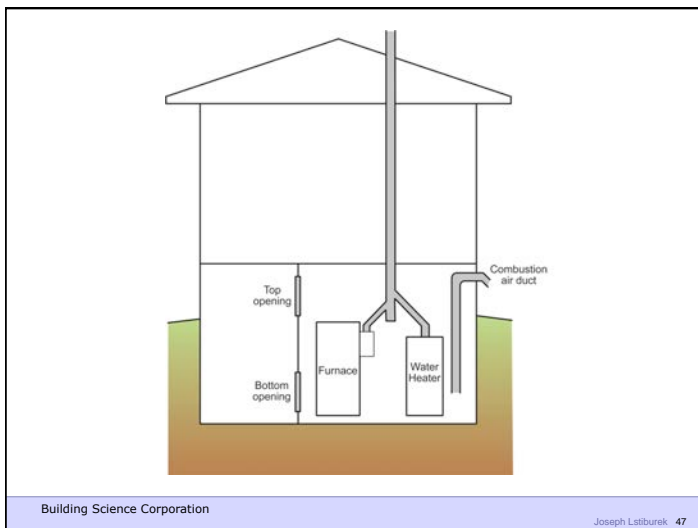 Combustion
air duct
Top
opening
Furnace
Water
Heater
Bottom
opening
Building Science Corporation
Joseph Lstiburek 47